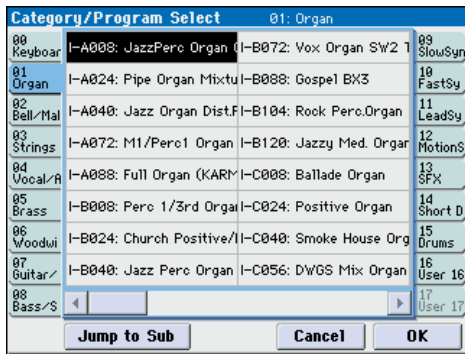 Category/Program Select 01: Organ
00
Keyboar
01
Organ
02
Bell/Mal
03
Strings
04
Vocal/A
05
Brass
06
Woodwi
07
Guitar/
08
Bass/S
I-A008: JazzPerc Organ ( I-B072: Vox Organ SW2 1
I-A024: Pipe Organ Mixtu I-B088: Gospel BX3
I-A040: Jazz Organ Dist.F I-B104: Rock Perc.Organ
I-A072: M1/Perc1 Organ I-B120: Jazzy Med. Organ
I-A088: Full Organ (KARM I-C008: Ballade Organ
I-B008: Perc 1/3rd Organ I-C024: Positive Organ
I-B024: Church Positive/ I-C040: Smoke House Org
I-B040: Jazz Perc Organ I-C056: DWGS Mix Organ
09
SlowSyn
10
FastSy
11
LeadSy
12
MotionS
13
SFX
14
Short D
15
Drums
16
User 16
17
User 17
Jump to Sub Cancel OK